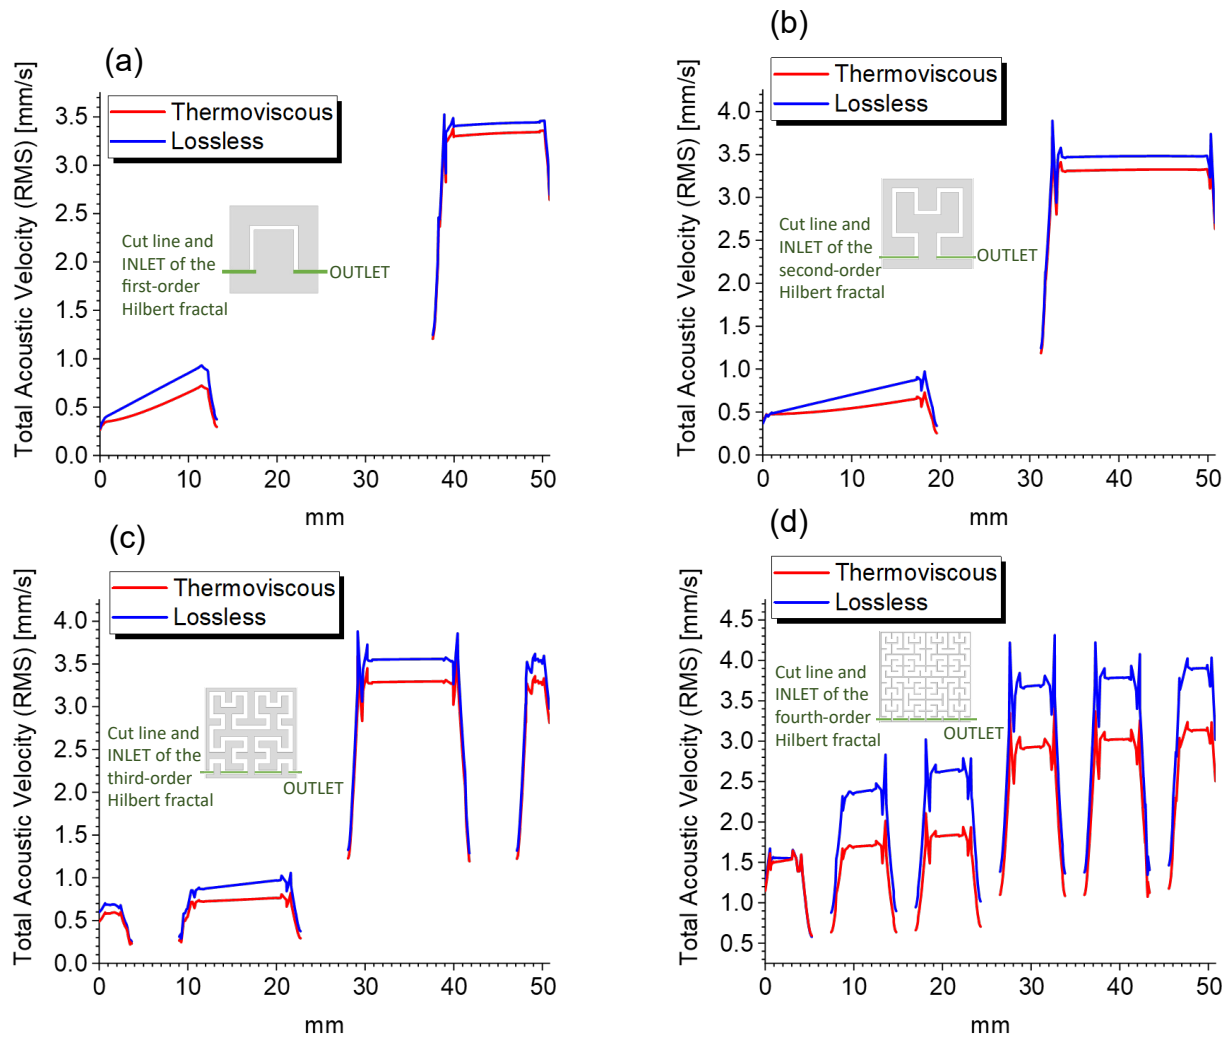 (a)
Total Acoustic Velocity (RMS) [mm/s]
Thermoviscous
Lossless
3.5
3.0
2.5
2.0
1.5
1.0
0.5
0.0
Cut line and
INLET of the
first-order
Hilbert fractal
OUTLET
0 10 20 30 40 50
mm
(b)
Total Acoustic Velocity (RMS) [mm/s]
Thermoviscous
Lossless
4.0
3.5
3.0
2.5
2.0
1.5
1.0
0.5
0.0
Cut line and
INLET of the
second-order
Hilbert fractal
OUTLET
0 10 20 30 40 50
mm
(c)
Total Acoustic Velocity (RMS) [mm/s]
Thermoviscous
Lossless
4.0
3.5
3.0
2.5
2.0
1.5
1.0
0.5
0.0
Cut line and
INLET of the
third-order
Hilbert fractal
OUTLET
0 10 20 30 40 50
mm
(d)
Total Acoustic Velocity (RMS) [mm/s]
Thermoviscous
Lossless
4.5
4.0
3.5
3.0
2.5
2.0
1.5
1.0
0.5
Cut line and
INLET of the
fourth-order
Hilbert fractal
OUTLET
0 10 20 30 40 50
mm